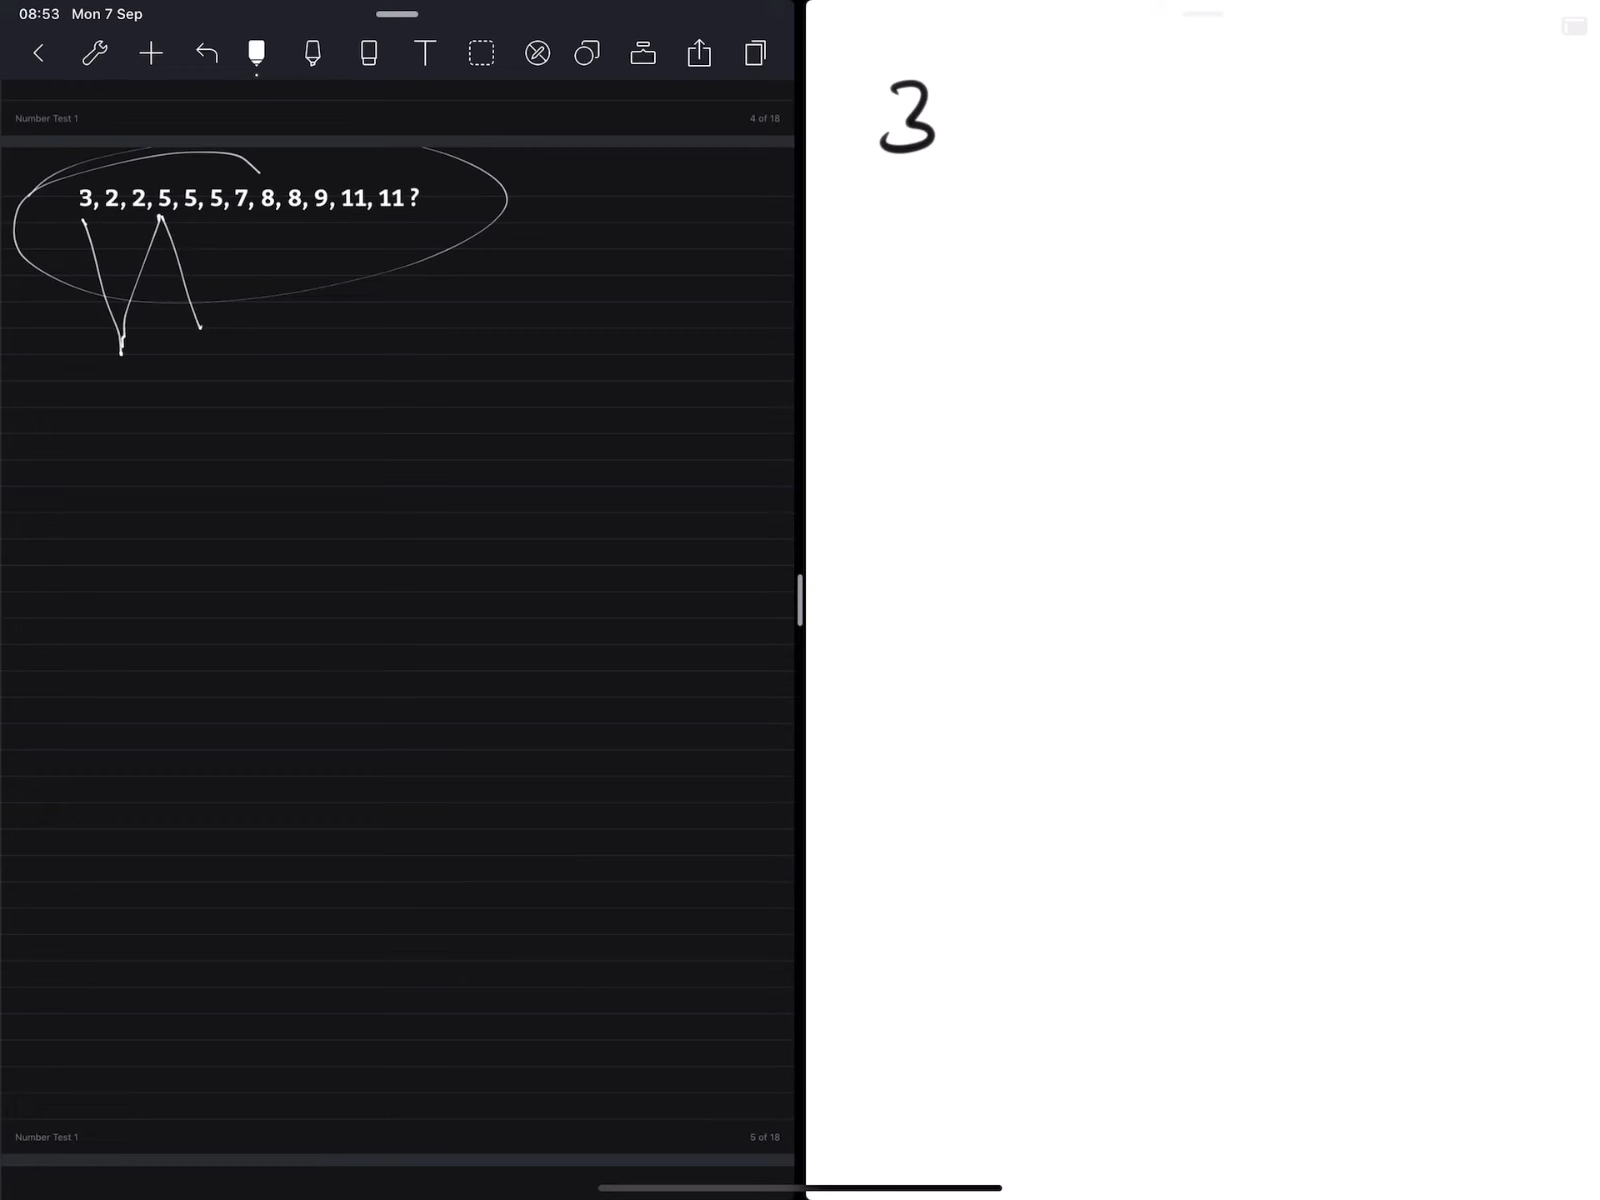 08:53 Mon 7 Sep
Number Test 1
4 of 18
3, 2, 2, 5, 5, 5, 7, 8, 8, 9, 11, 11 ?
3
Number Test 1
5 of 18